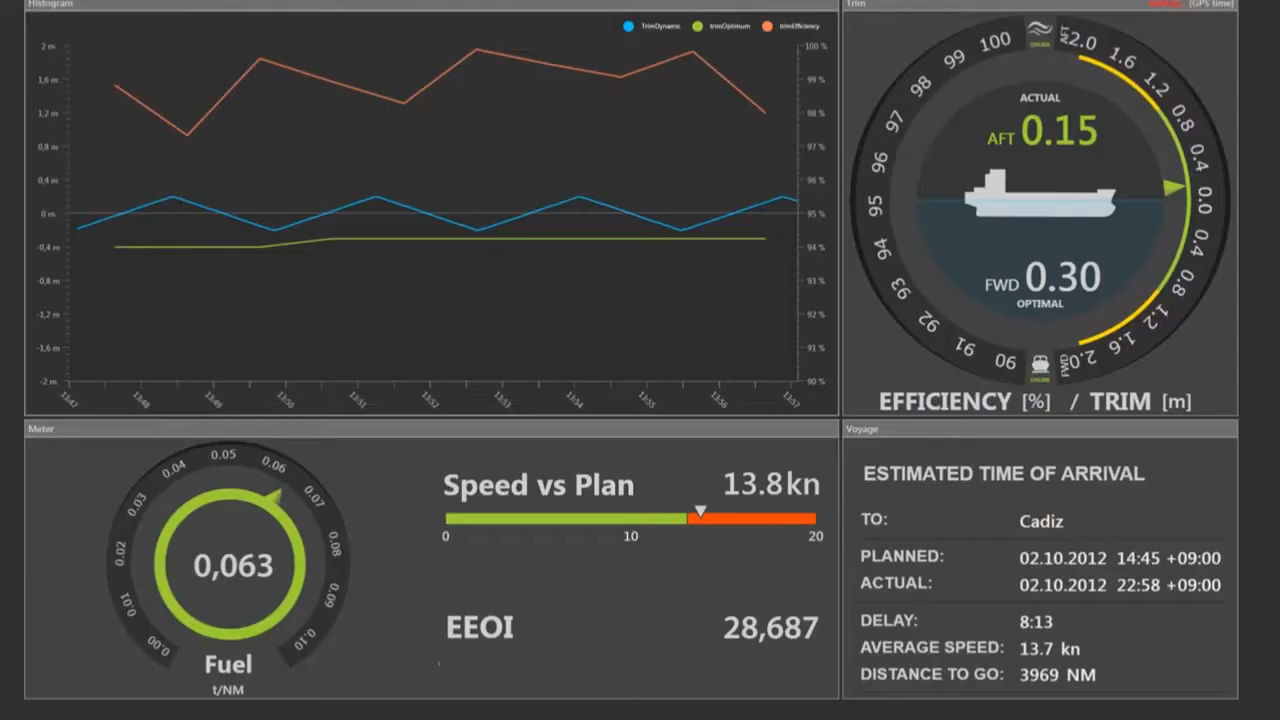 Histogram
TrimDynamic trimOptimum trimEfficiency
2 m
1,6 m
1,2 m
0,8 m
0,4 m
0 m
-0,4 m
-0,8 m
-1,2 m
-1,6 m
-2 m
100 %
99 %
98 %
97 %
96 %
95 %
94 %
93 %
92 %
91 %
90 %
13:47 13:48 13:49 13:50 13:51 13:52 13:53 13:54 13:55 13:56 13:57
Trim
[GPS time]
90 91 92 93 94 95 96 97 98 99 100
ONLINE
AFT 2.0 1.6 1.2 0.8 0.4 0.0 0.4 0.8 1.2 1.6 2.0 FWD
ONLINE
ACTUAL
AFT 0.15
FWD 0.30
OPTIMAL
EFFICIENCY [%] / TRIM [m]
Meter
0.00 0.01 0.02 0.03 0.04 0.05 0.06 0.07 0.08 0.09 0.10
0,063
Fuel
t/NM
Speed vs Plan 13.8 kn
0 10 20
EEOI 28,687
Voyage
ESTIMATED TIME OF ARRIVAL
TO: Cadiz
PLANNED: 02.10.2012 14:45 +09:00
ACTUAL: 02.10.2012 22:58 +09:00
DELAY: 8:13
AVERAGE SPEED: 13.7 kn
DISTANCE TO GO: 3969 NM